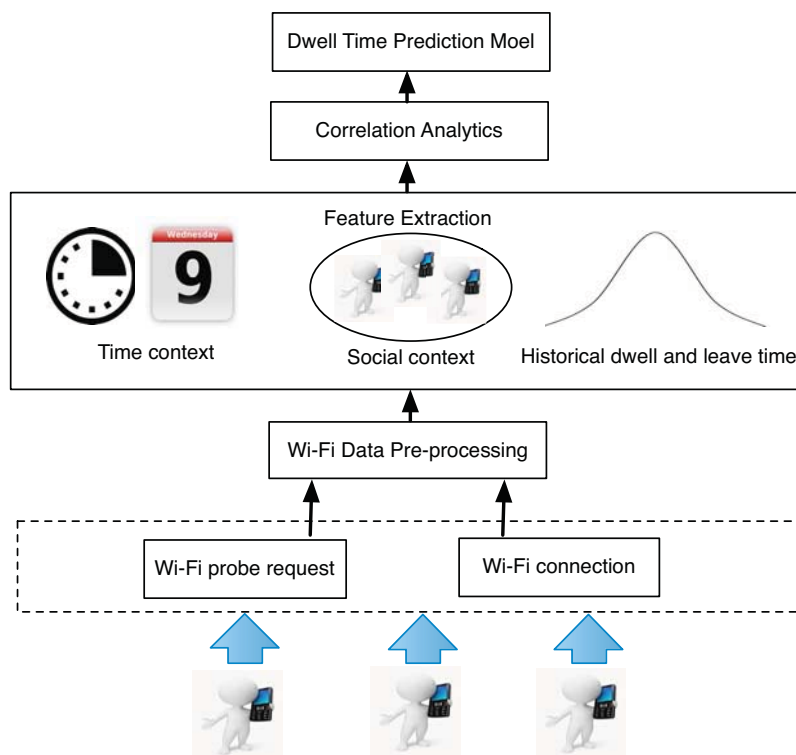 Dwell Time Prediction Moel
Correlation Analytics
Feature Extraction
Wednesday
9
Time context
Social context
Historical dwell and leave time
Wi-Fi Data Pre-processing
Wi-Fi probe request
Wi-Fi connection